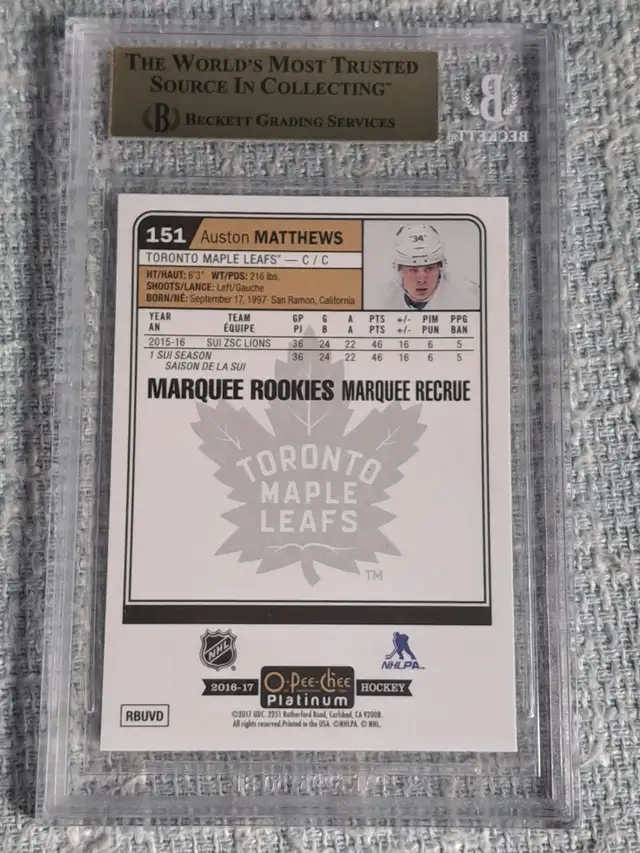 THE WORLD'S MOST TRUSTED
SOURCE IN COLLECTING™
B BECKETT GRADING SERVICES
B
BECKETT
151 Auston MATTHEWS
TORONTO MAPLE LEAFS® — C / C
HT/HAUT: 6'3" WT/PDS: 216 lbs.
SHOOTS/LANCE: Left/Gauche
BORN/NÉ: September 17, 1997 San Ramon, California
34
YEAR TEAM GP G A PTS +/- PIM PPG
AN ÉQUIPE PJ B A PTS +/- PUN BAN
2015-16 SUI ZSC LIONS 36 24 22 46 16 6 5
1 SUI SEASON 36 24 22 46 16 6 5
SAISON DE LA SUI
MARQUEE ROOKIES MARQUEE RECRUE
TORONTO
MAPLE
LEAFS
TM
NHL
NHLPA
2016-17 O-PEE-CHEE HOCKEY
Platinum
©2017 UDC. 2251 Rutherford Road, Carlsbad, CA 92008.
All rights reserved. Printed in the USA. ©NHLPA. © NHL.
RBUVD